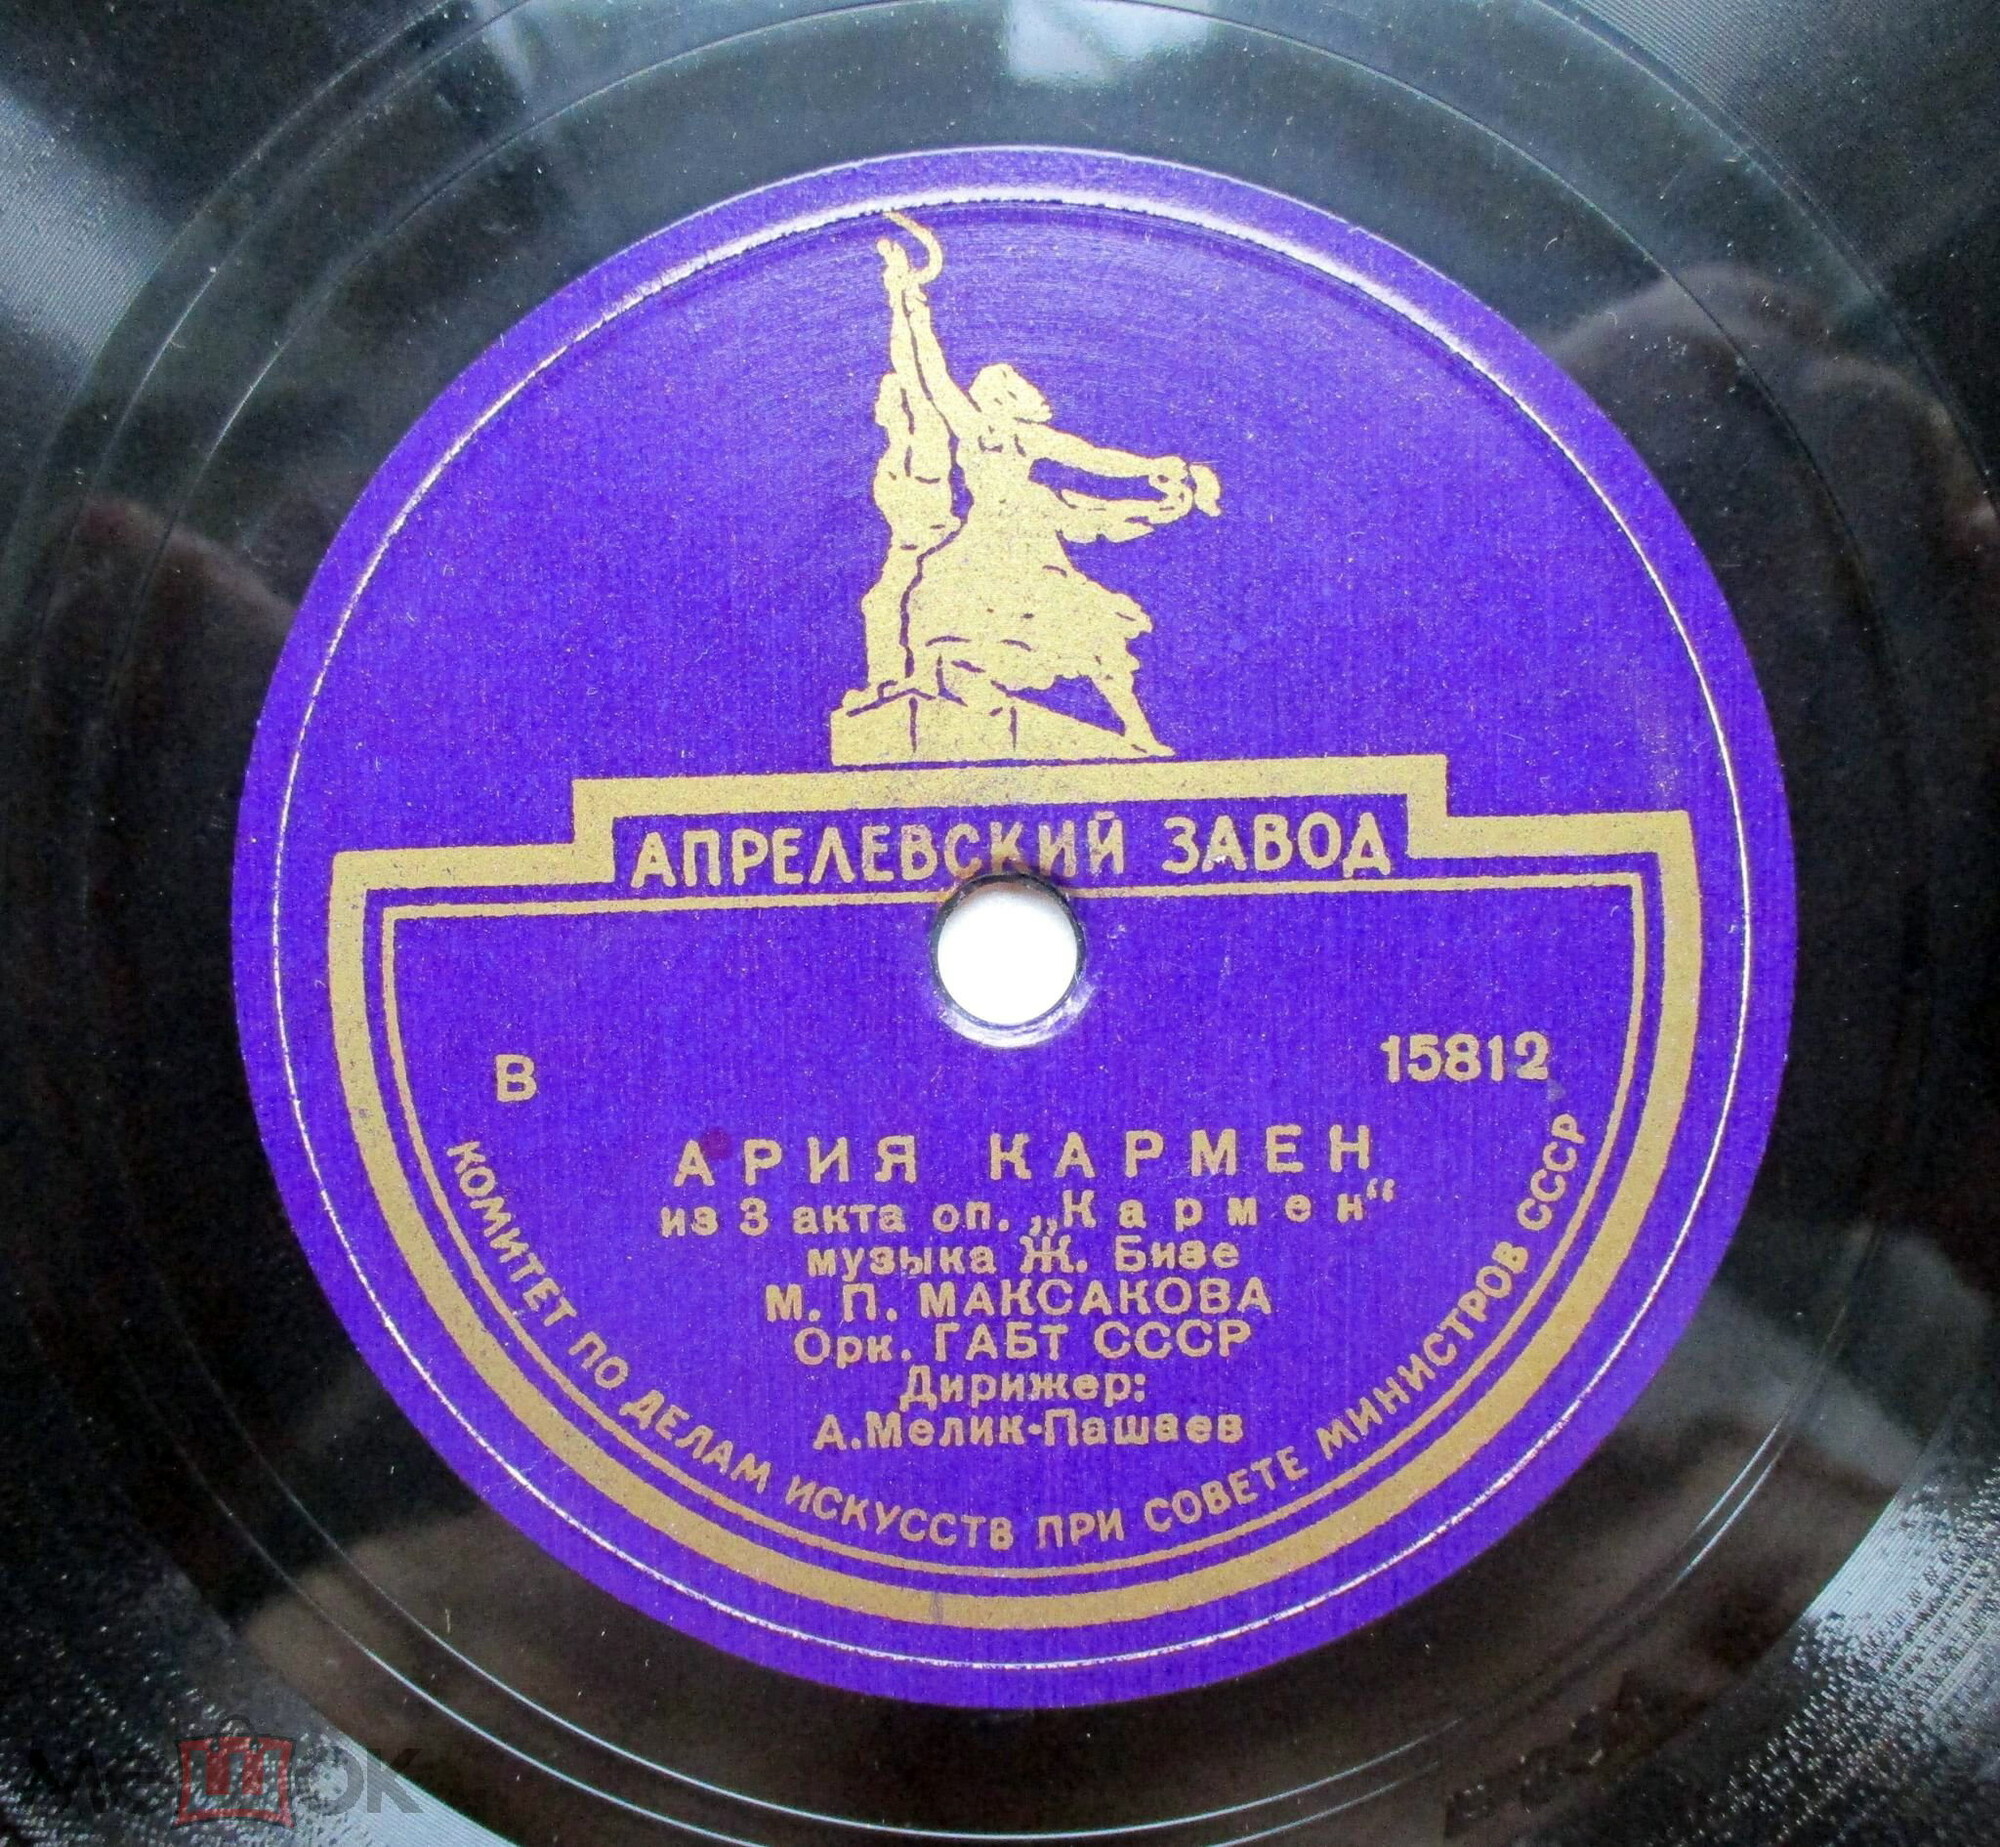 АПРЕЛЕВСКИЙ ЗАВОД
В 15812
АРИЯ КАРМЕН
из 3 акта оп. „Кармен“
музыка Ж. Бизе
М. П. МАКСАКОВА
Орк. ГАБТ СССР
Дирижер:
А.Мелик-Пашаев
КОМИТЕТ ПО ДЕЛАМ ИСКУССТВ ПРИ СОВЕТЕ МИНИСТРОВ СССР
мешок